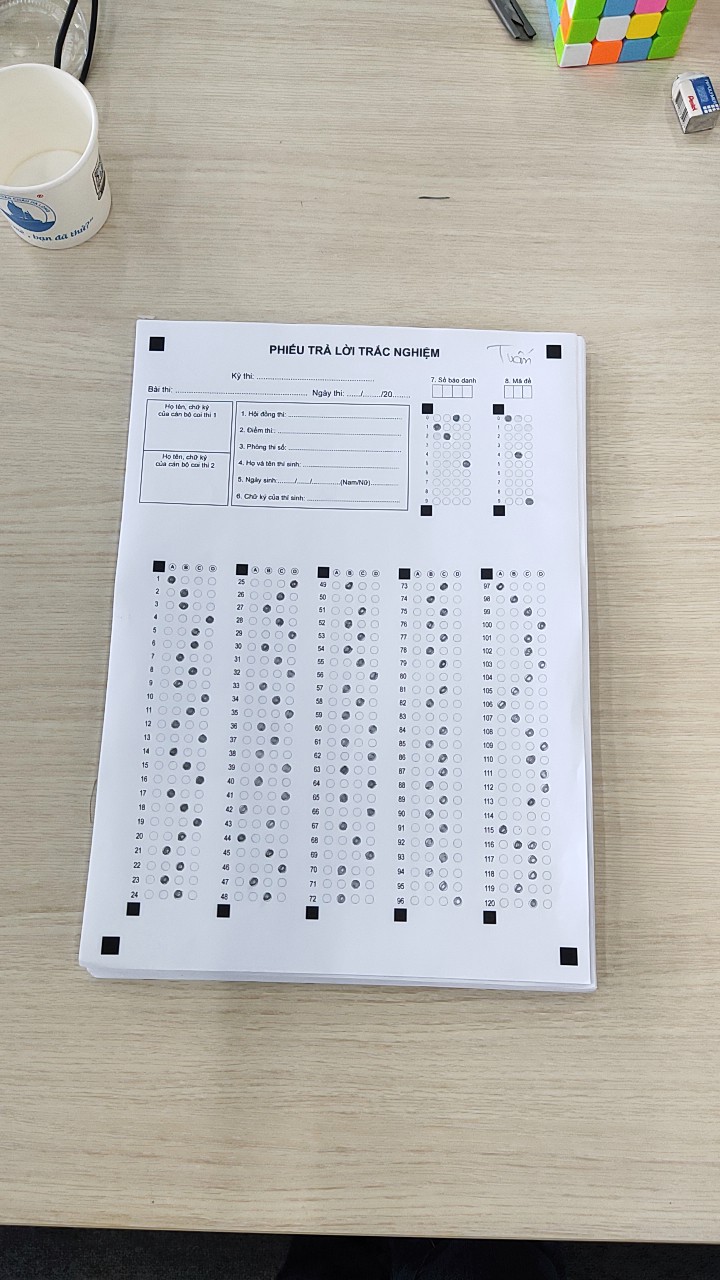 bạn đã thử?"
Pentel
PHIẾU TRẢ LỜI TRẮC NGHIỆM
Tuấn
Kỳ thi: ........................................
Bài thi: ........................................ Ngày thi: ....../......../20........
7. Số báo danh
8. Mã đề
Họ tên, chữ ký
của cán bộ coi thi 1
Họ tên, chữ ký
của cán bộ coi thi 2
1. Hội đồng thi: ........................................
2. Điểm thi: ........................................
3. Phòng thi số: ........................................
4. Họ và tên thí sinh: ........................................
5. Ngày sinh:......./....../............(Nam/Nữ)............
6. Chữ ký của thí sinh: ........................................
0 0
1 1
2 2
3 3
4 4
5 5
6 6
7 7
8 8
9 9
A B C D A B C D A B C D A B C D A B C D
1 25 49 73 97
2 26 50 74 98
3 27 51 75 99
4 28 52 76 100
5 29 53 77 101
6 30 54 78 102
7 31 55 79 103
8 32 56 80 104
9 33 57 81 105
10 34 58 82 106
11 35 59 83 107
12 36 60 84 108
13 37 61 85 109
14 38 62 86 110
15 39 63 87 111
16 40 64 88 112
17 41 65 89 113
18 42 66 90 114
19 43 67 91 115
20 44 68 92 116
21 45 69 93 117
22 46 70 94 118
23 47 71 95 119
24 48 72 96 120